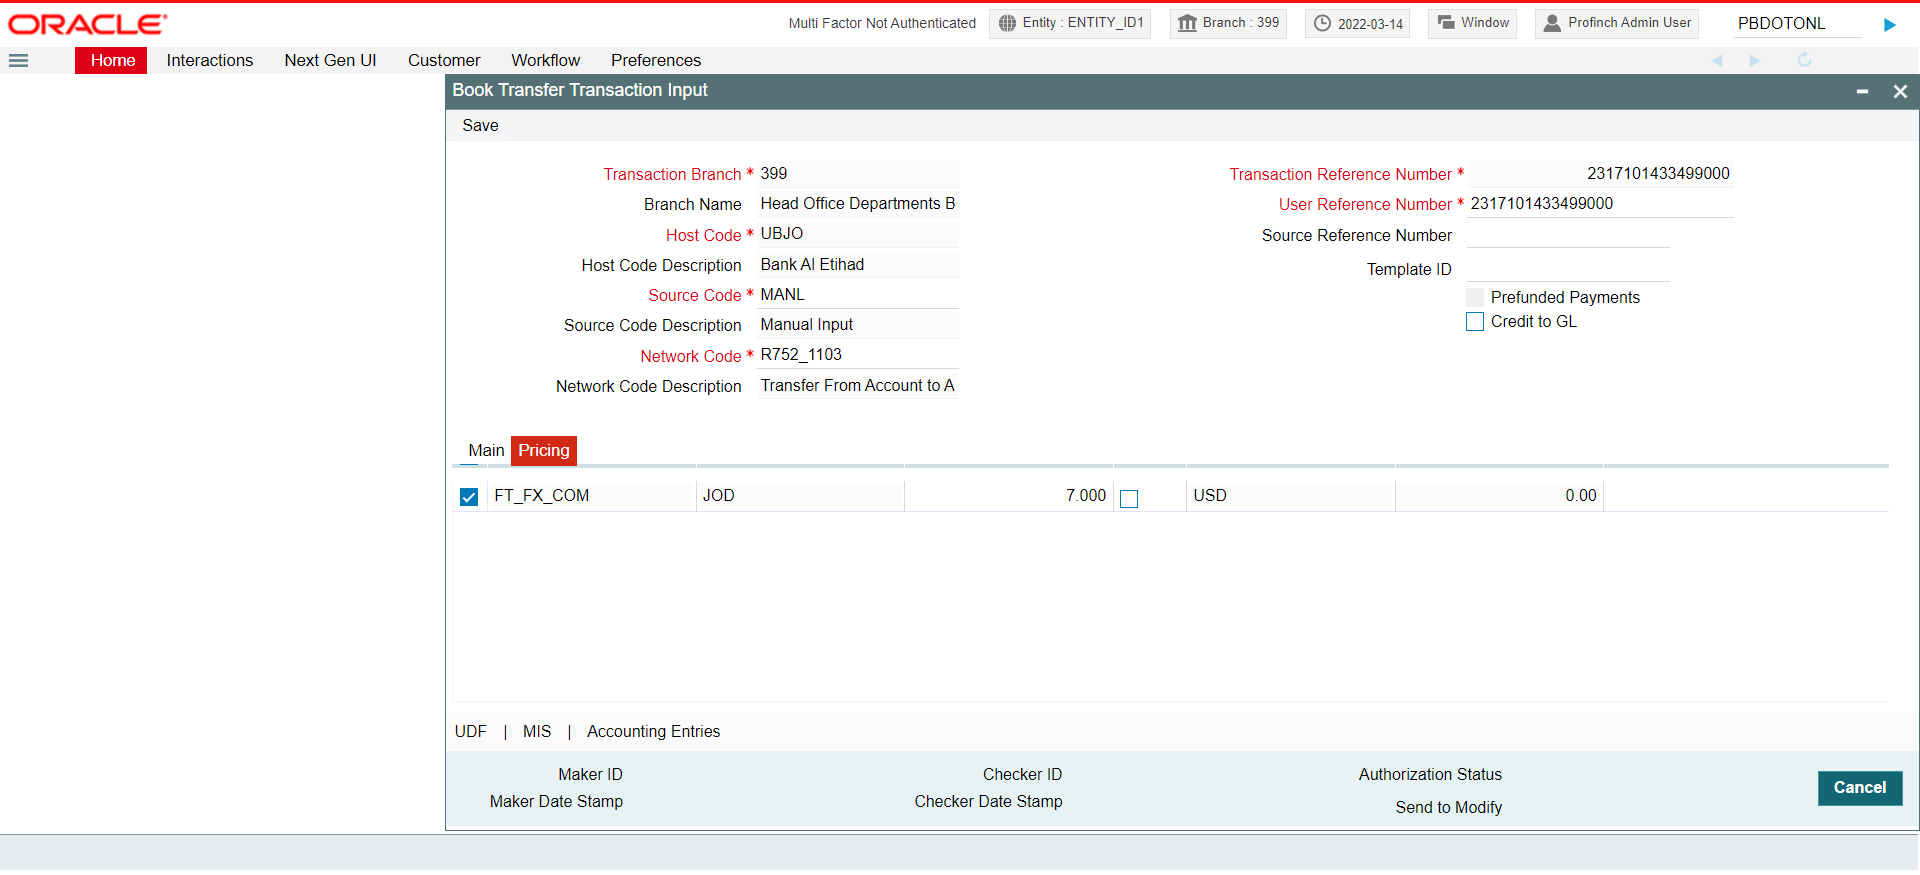 ORACLE
Multi Factor Not Authenticated
Entity : ENTITY_ID1
Branch : 399
2022-03-14
Window
Profinch Admin User
PBDOTONL
Home Interactions Next Gen UI Customer Workflow Preferences
Book Transfer Transaction Input
Save
Transaction Branch * 399
Branch Name Head Office Departments B
Host Code * UBJO
Host Code Description Bank Al Etihad
Source Code * MANL
Source Code Description Manual Input
Network Code * R752_1103
Network Code Description Transfer From Account to A
Transaction Reference Number * 2317101433499000
User Reference Number * 2317101433499000
Source Reference Number
Template ID
Prefunded Payments
Credit to GL
Main Pricing
FT_FX_COM JOD 7.000 USD 0.00
UDF | MIS | Accounting Entries
Maker ID
Maker Date Stamp
Checker ID
Checker Date Stamp
Authorization Status
Send to Modify
Cancel